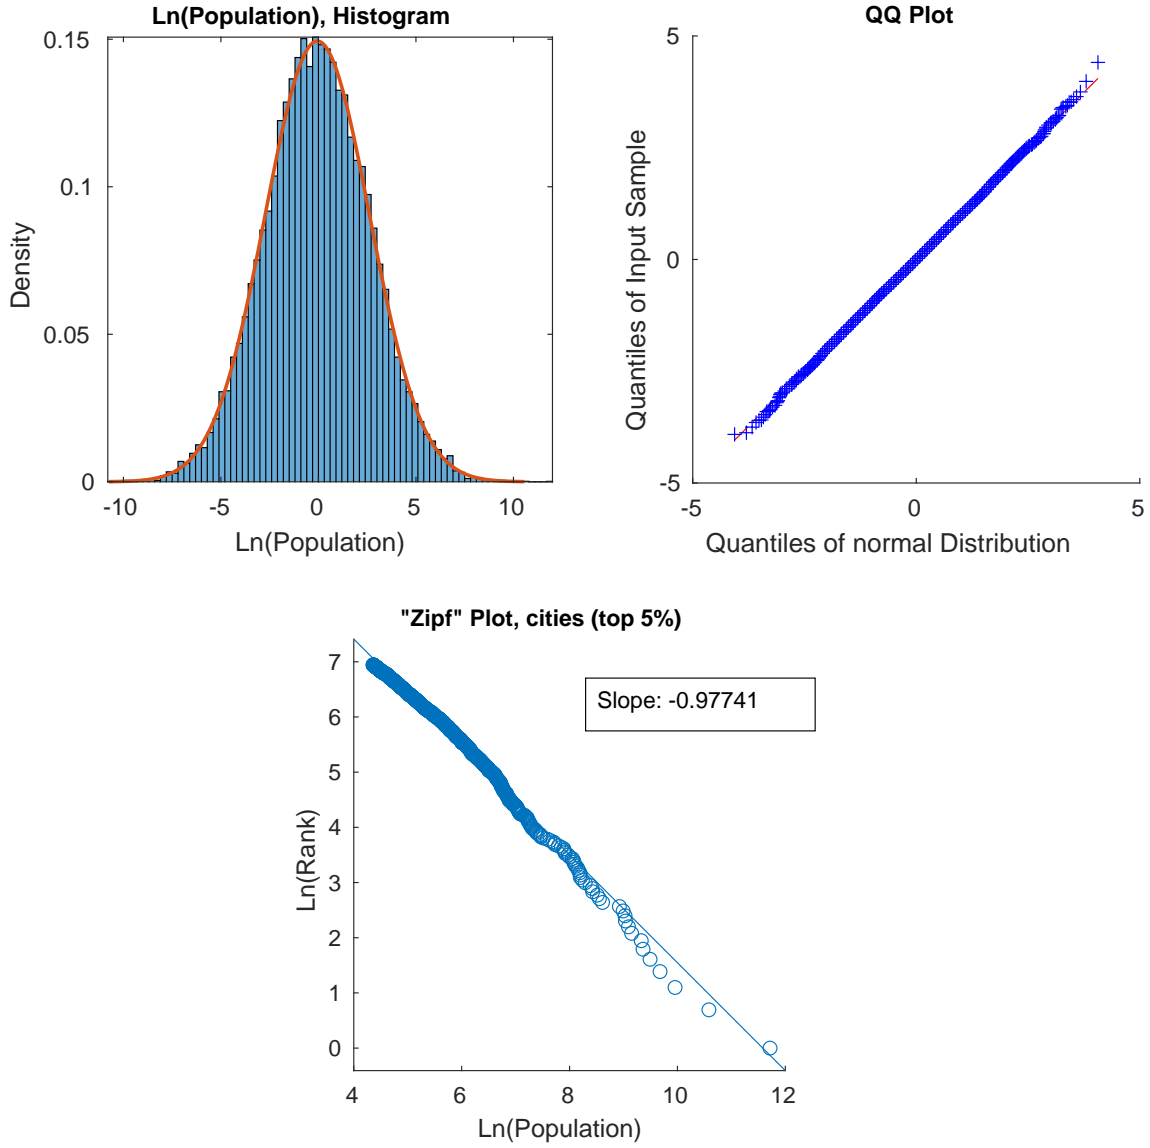 Ln(Population), Histogram
0.15
0.1
0.05
0
Density
-10
-5
0
5
10
Ln(Population)
QQ Plot
5
0
-5
Quantiles of Input Sample
-5
0
5
Quantiles of normal Distribution
"Zipf" Plot, cities (top 5%)
Slope: -0.97741
7
6
5
4
3
2
1
0
Ln(Rank)
4
6
8
10
12
Ln(Population)